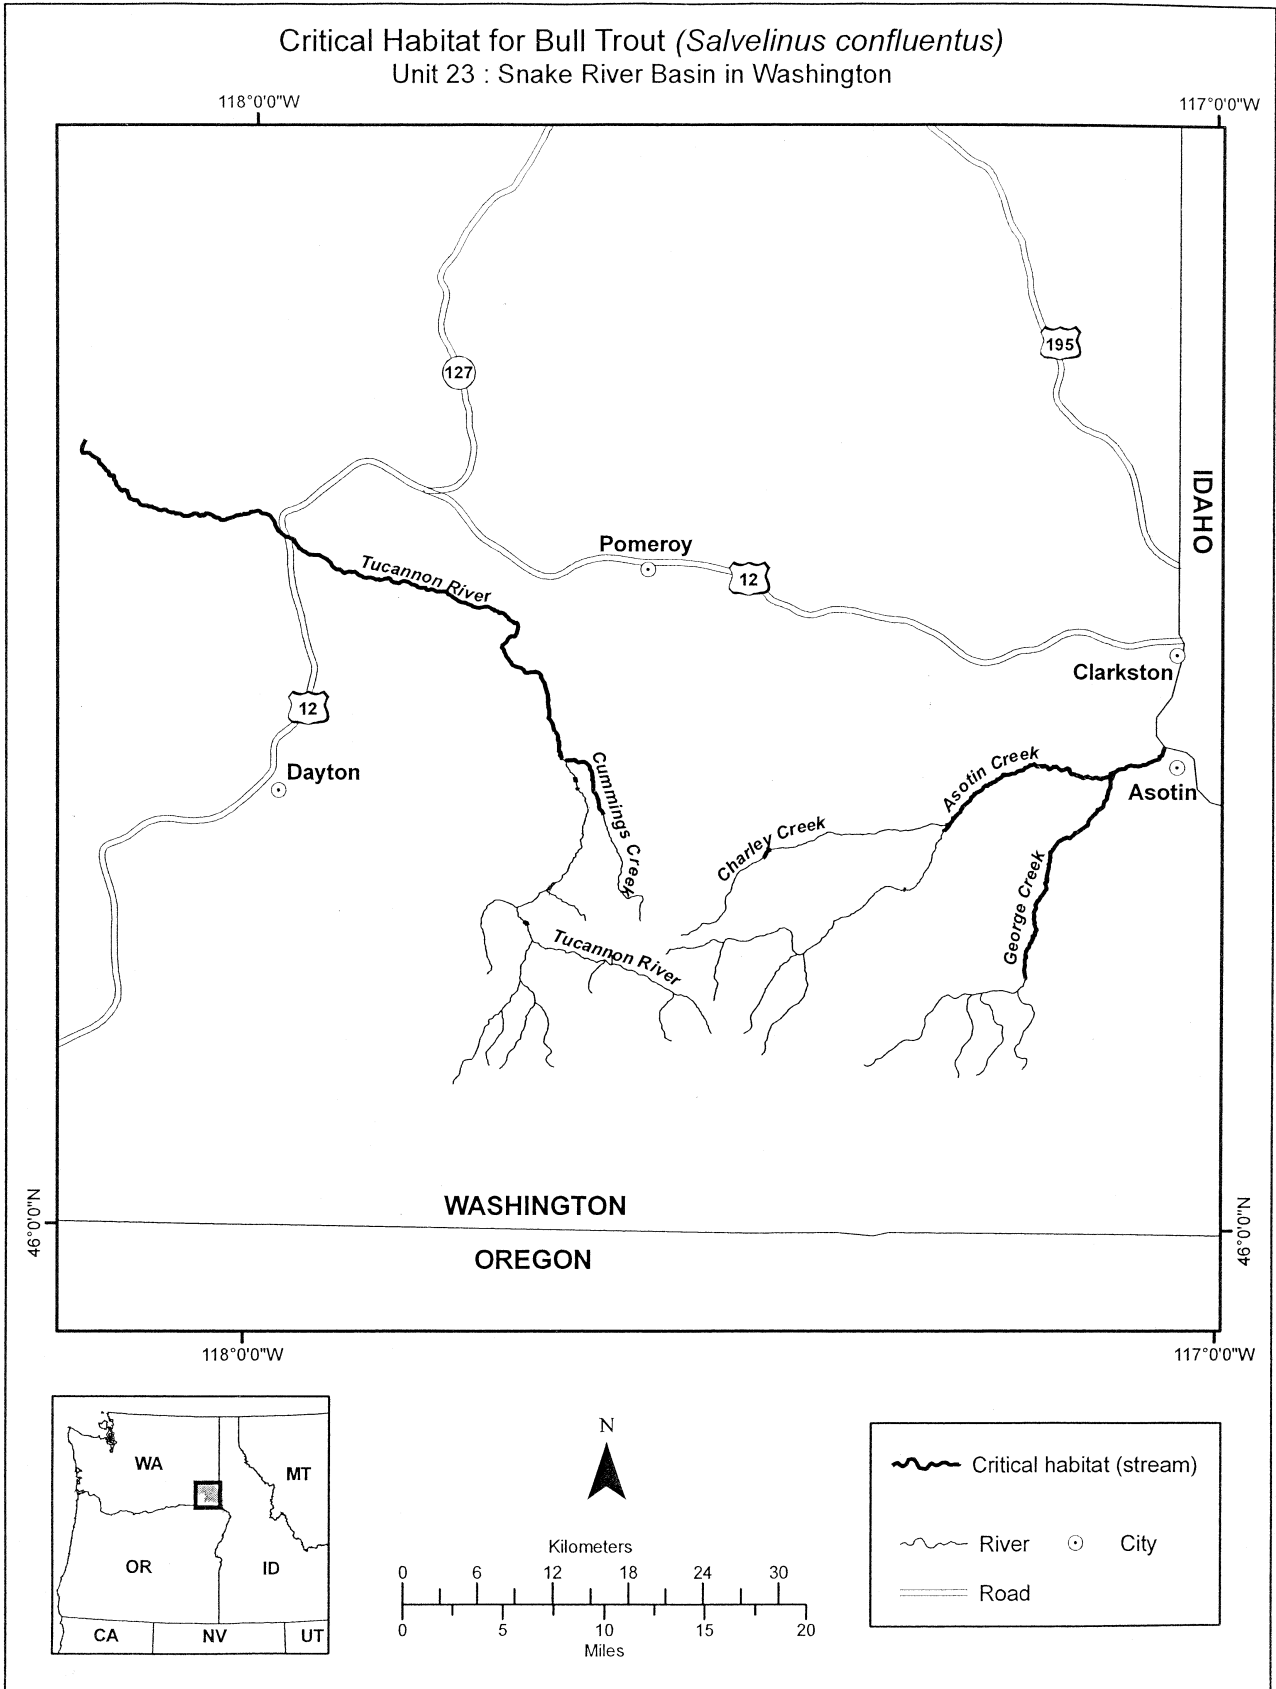 Critical Habitat for Bull Trout (Salvelinus confluentus)
Unit 23 : Snake River Basin in Washington
118°0'0"W
117°0'0"W
127
195
IDAHO
Pomeroy
12
Tucannon River
Clarkston
12
Dayton
Cummings Creek
Asotin Creek
Asotin
Charley Creek
George Creek
Tucannon River
WASHINGTON
OREGON
46°0'0"N
46°0'0"N
118°0'0"W
117°0'0"W
WA
MT
OR
ID
CA
NV
UT
N
Kilometers
0 6 12 18 24 30
0 5 10 15 20
Miles
Critical habitat (stream)
River
City
Road